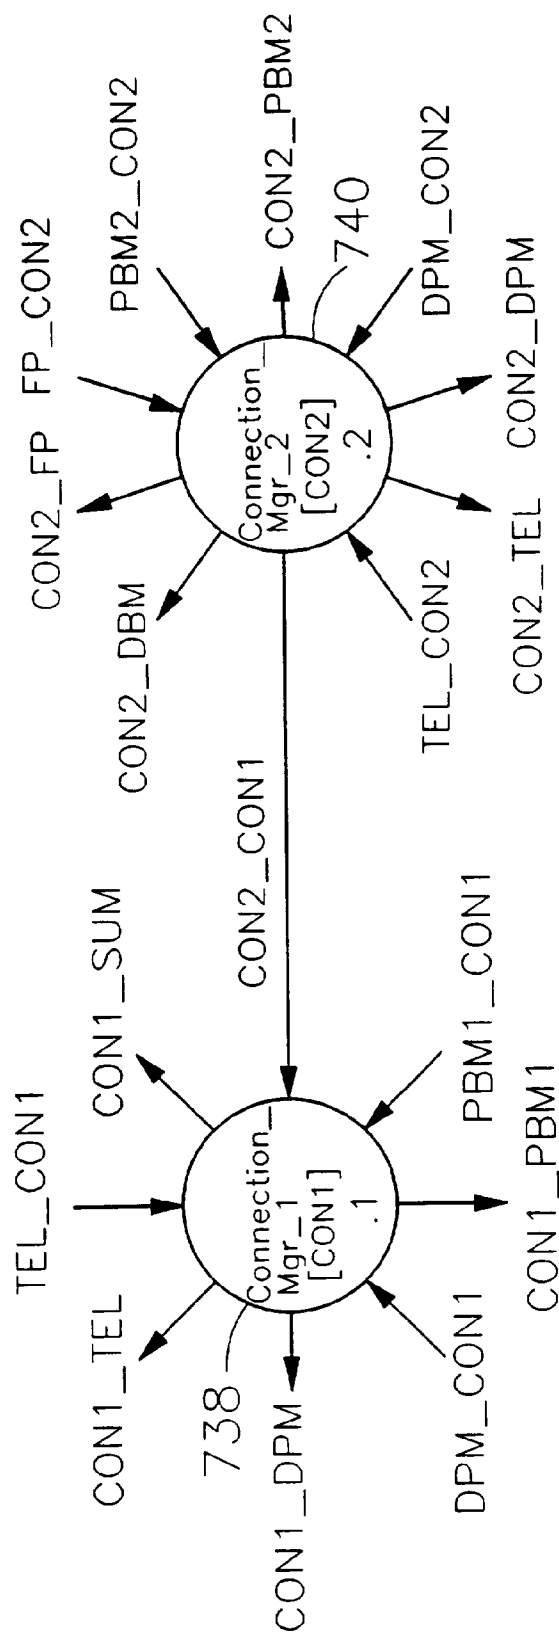 TEL_CON1
CON1_SUM
CON1_TEL
738
Connection_
Mgr_1
[CON1]
.1
CON1_DPM
DPM_CON1
CON1_PBM1
PBM1_CON1
CON2_CON1
CON2_FP
FP_CON2
PBM2_CON2
CON2_DBM
CON2_PBM2
Connection_
Mgr_2
[CON2]
.2
740
TEL_CON2
DPM_CON2
CON2_TEL
CON2_DPM